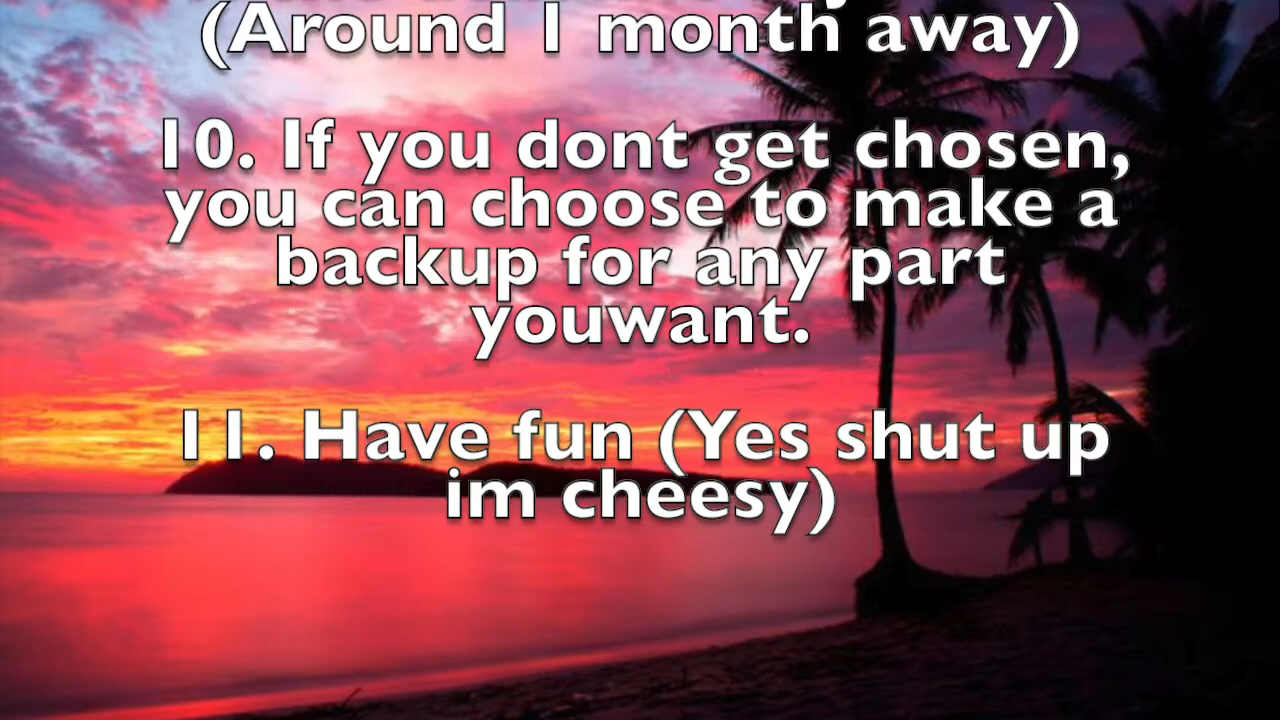 (Around 1 month away)
10. If you dont get chosen,
you can choose to make a
backup for any part
youwant.
11. Have fun (Yes shut up
im cheesy)